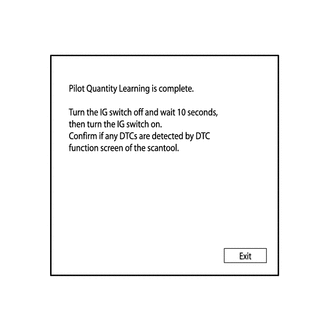 Pilot Quantity Learning is complete.
Turn the IG switch off and wait 10 seconds,
then turn the IG switch on.
Confirm if any DTCs are detected by DTC
function screen of the scantool.
Exit